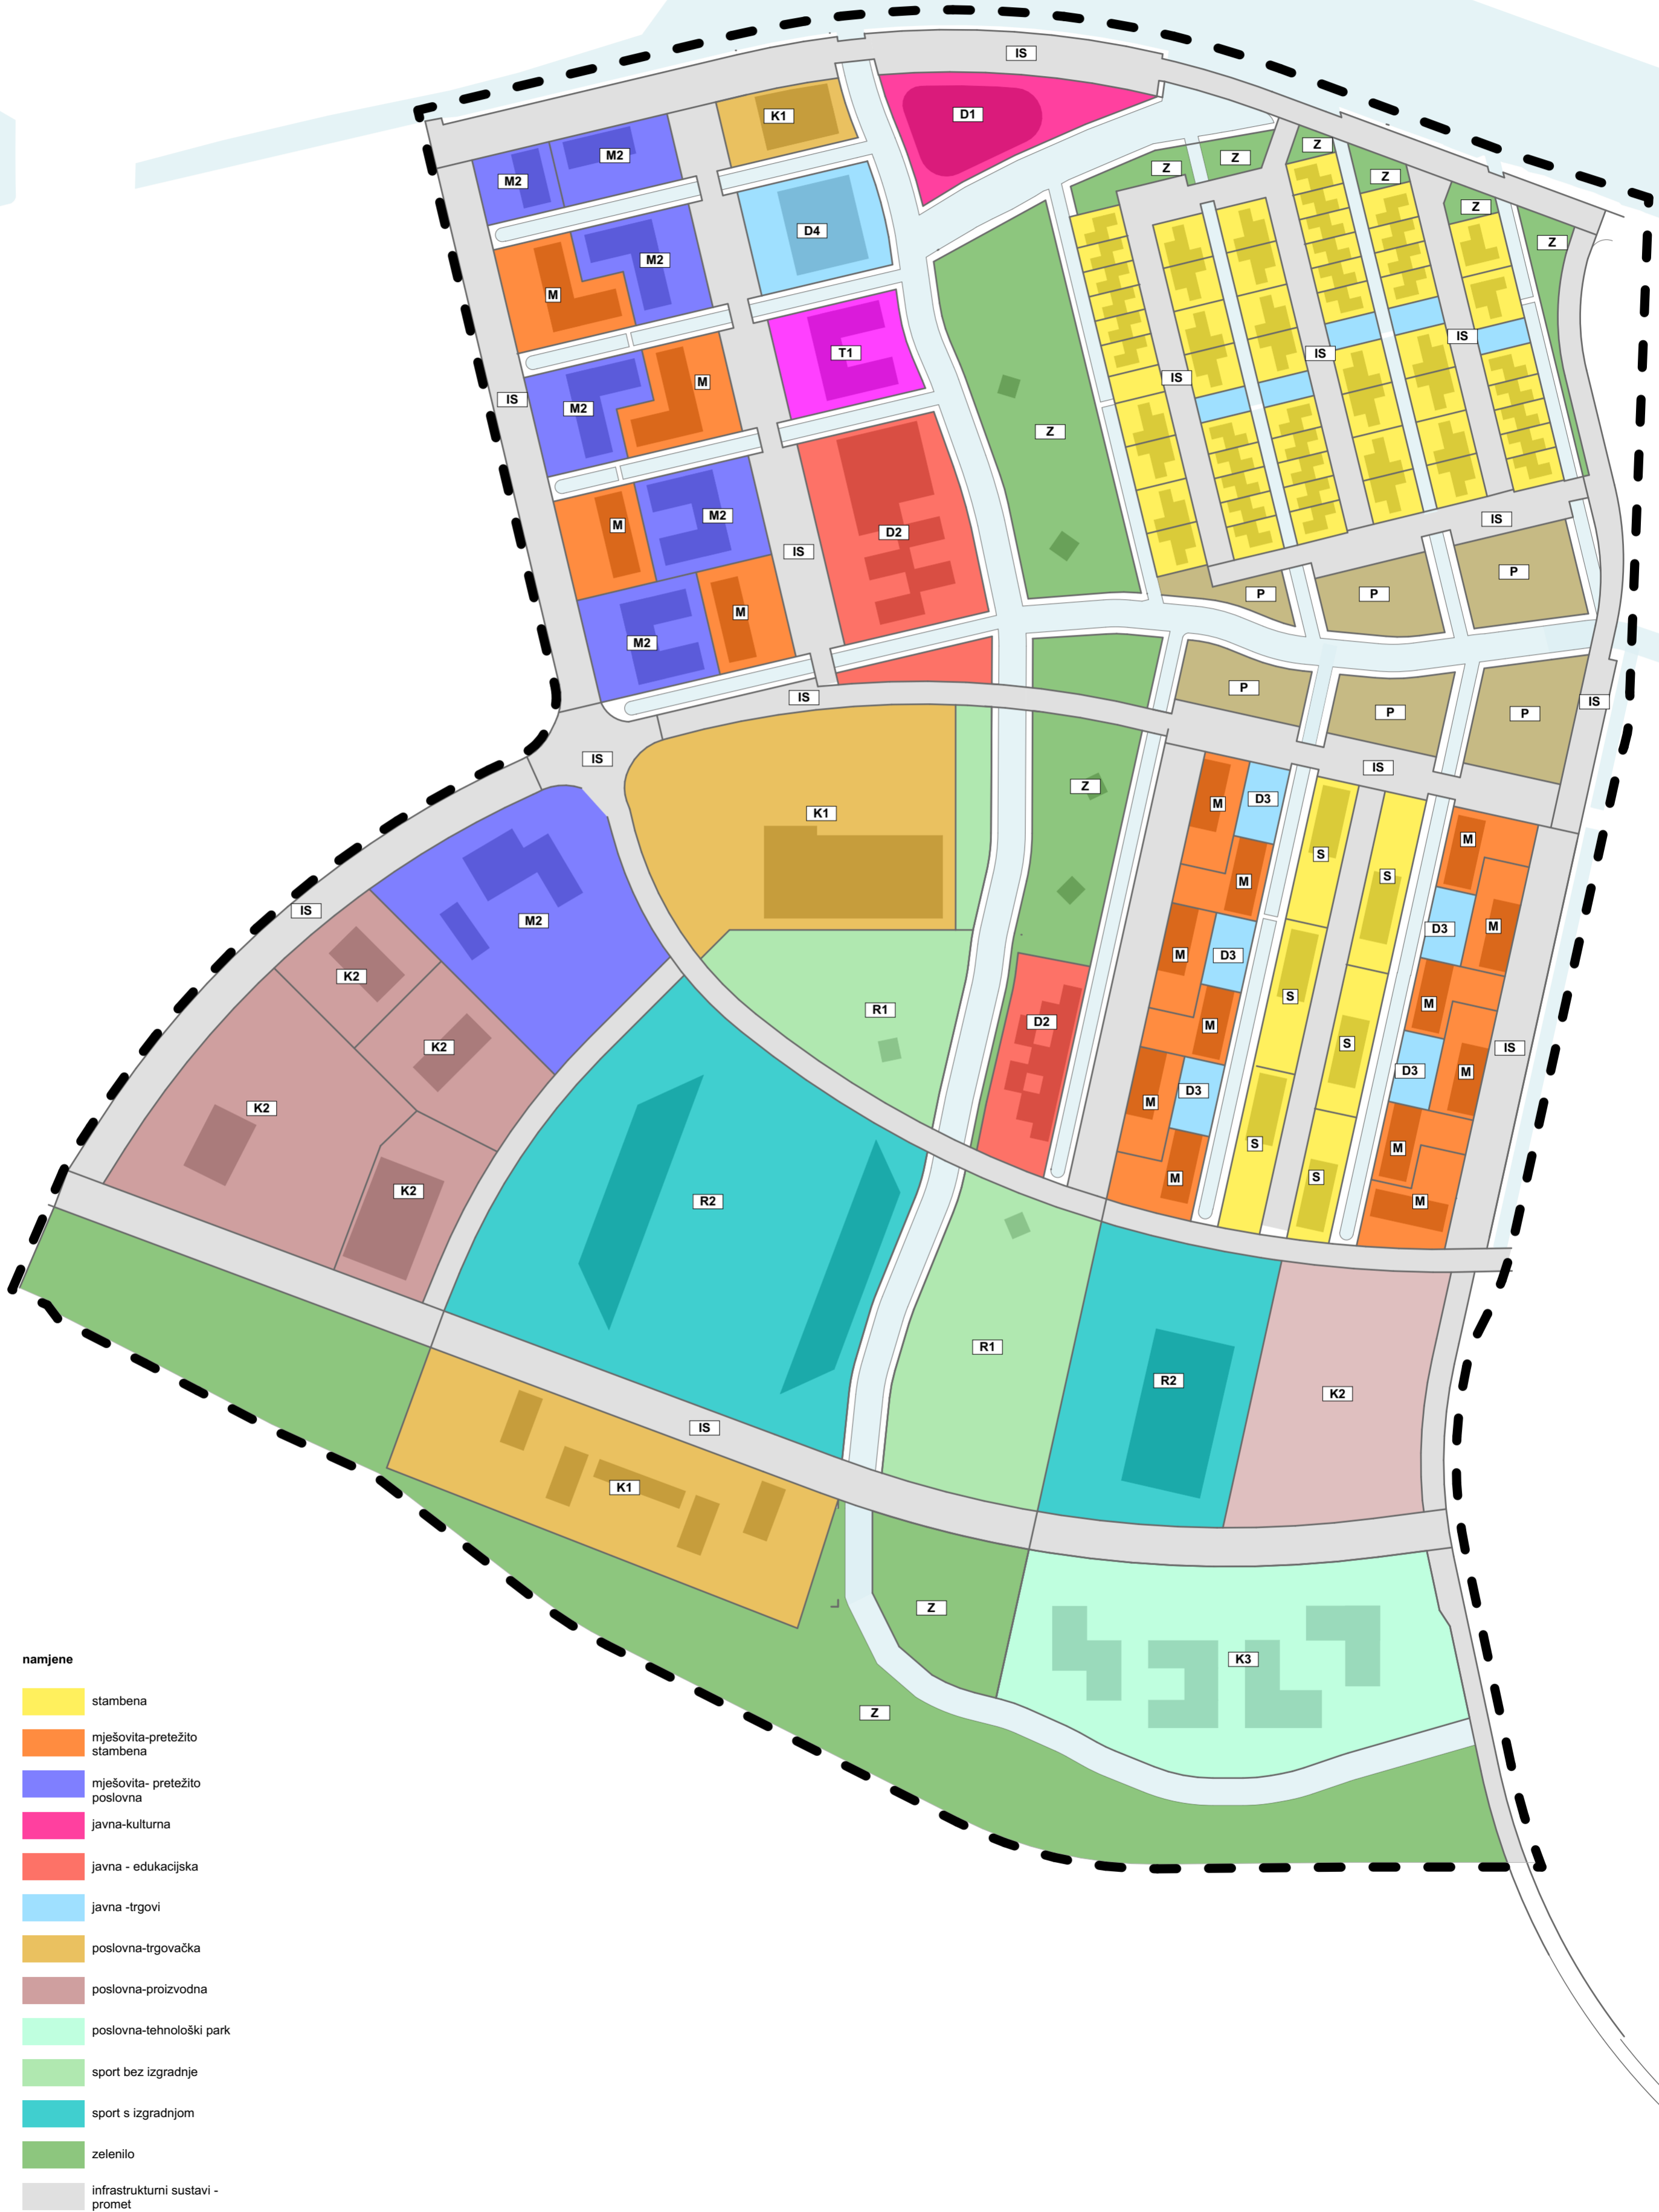 IS
K1
D1
M2
M2
Z
Z
Z
Z
Z
Z
D4
M2
M
IS
T1
IS
IS
M
M2
IS
Z
M
M2
IS
D2
IS
P
P
P
M2
M
IS
P
P
P
IS
IS
IS
K1
Z
M
D3
S
M
S
M
IS
M2
M
D3
D3
M
K2
R1
S
M
K2
D2
M
S
IS
K2
M
D3
D3
M
K2
R2
M
S
S
M
M
R1
R2
K2
IS
K1
Z
K3
Z
namjene
stambena
mješovita-pretežito
stambena
mješovita- pretežito
poslovna
javna-kulturna
javna - edukacijska
javna -trgovi
poslovna-trgovačka
poslovna-proizvodna
poslovna-tehnološki park
sport bez izgradnje
sport s izgradnjom
zelenilo
infrastrukturni sustavi -
promet